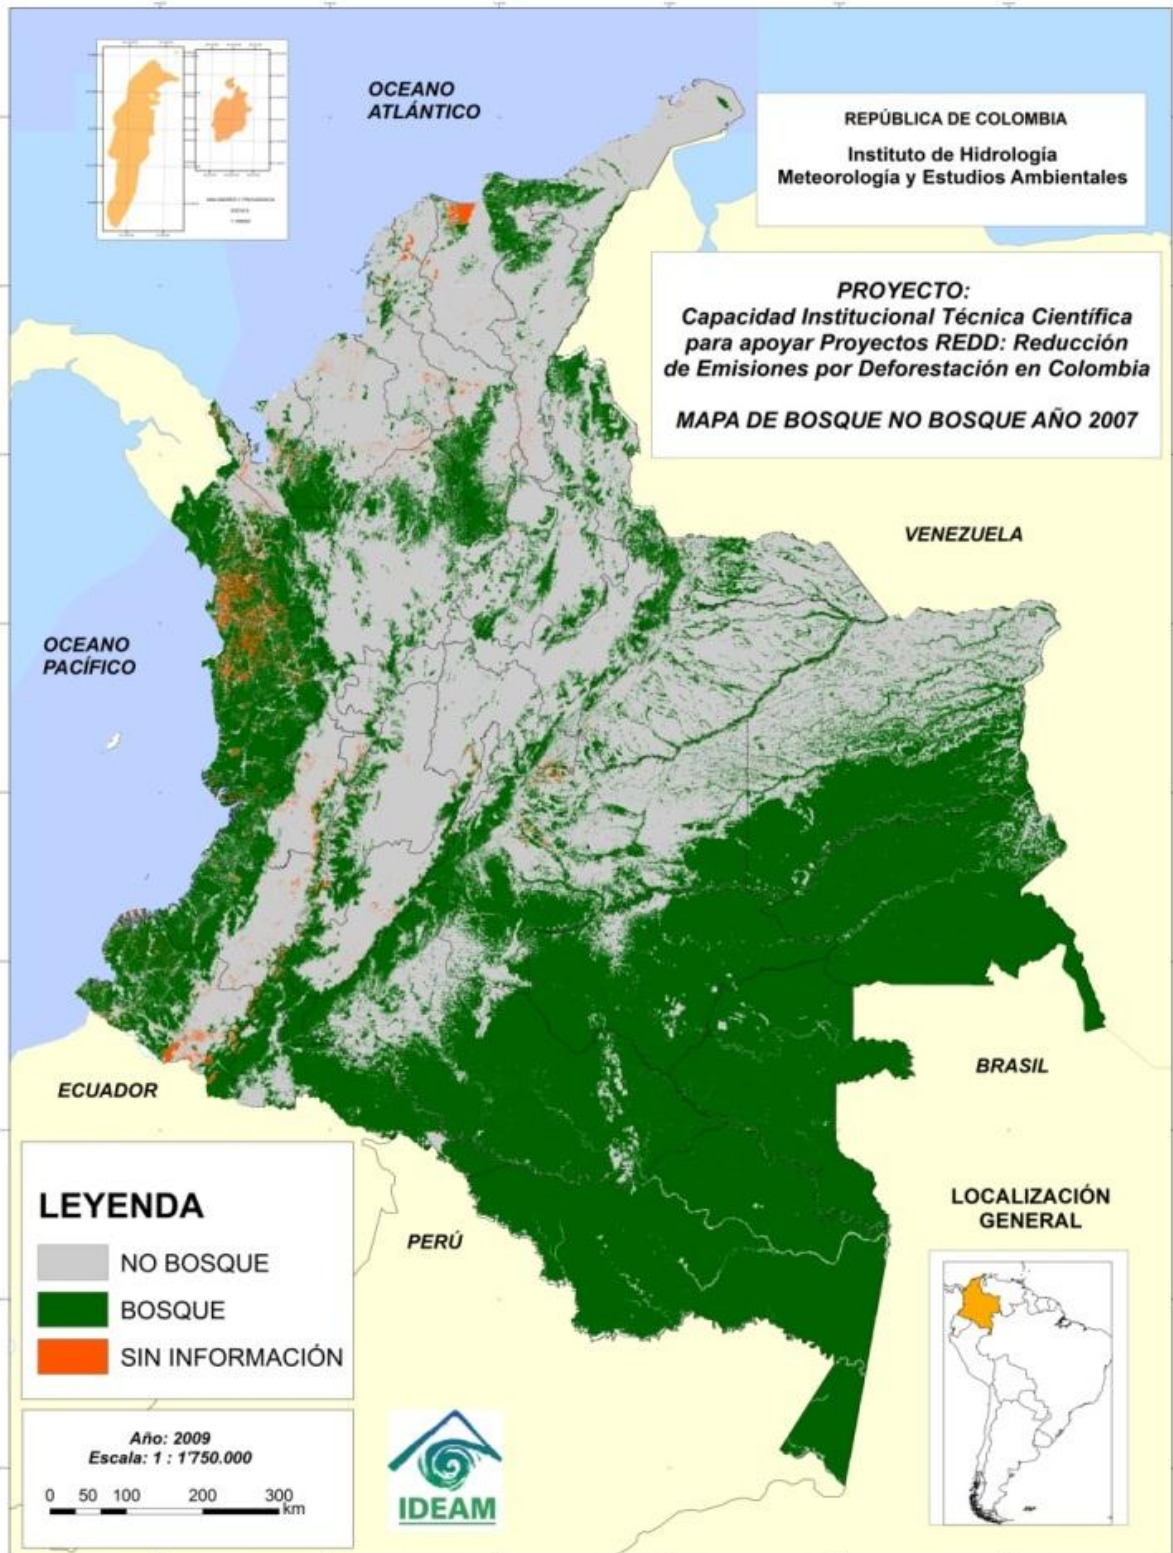 OCEANO
ATLÁNTICO
REPÚBLICA DE COLOMBIA
Instituto de Hidrología
Meteorología y Estudios Ambientales
PROYECTO:
Capacidad Institucional Técnica Científica
para apoyar Proyectos REDD: Reducción
de Emisiones por Deforestación en Colombia
MAPA DE BOSQUE NO BOSQUE AÑO 2007
VENEZUELA
OCEANO
PACÍFICO
ECUADOR
BRASIL
PERÚ
LEYENDA
NO BOSQUE
BOSQUE
SIN INFORMACIÓN
LOCALIZACIÓN
GENERAL
Año: 2009
Escala: 1 : 1'750.000
0 50 100 200 300
km
IDEAM